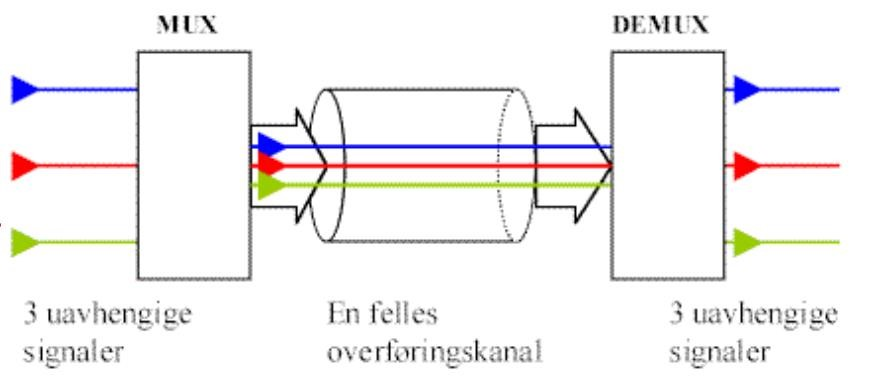 MUX
DEMUX
3 uavhengige
signaler
En felles
overføringskanal
3 uavhengige
signaler